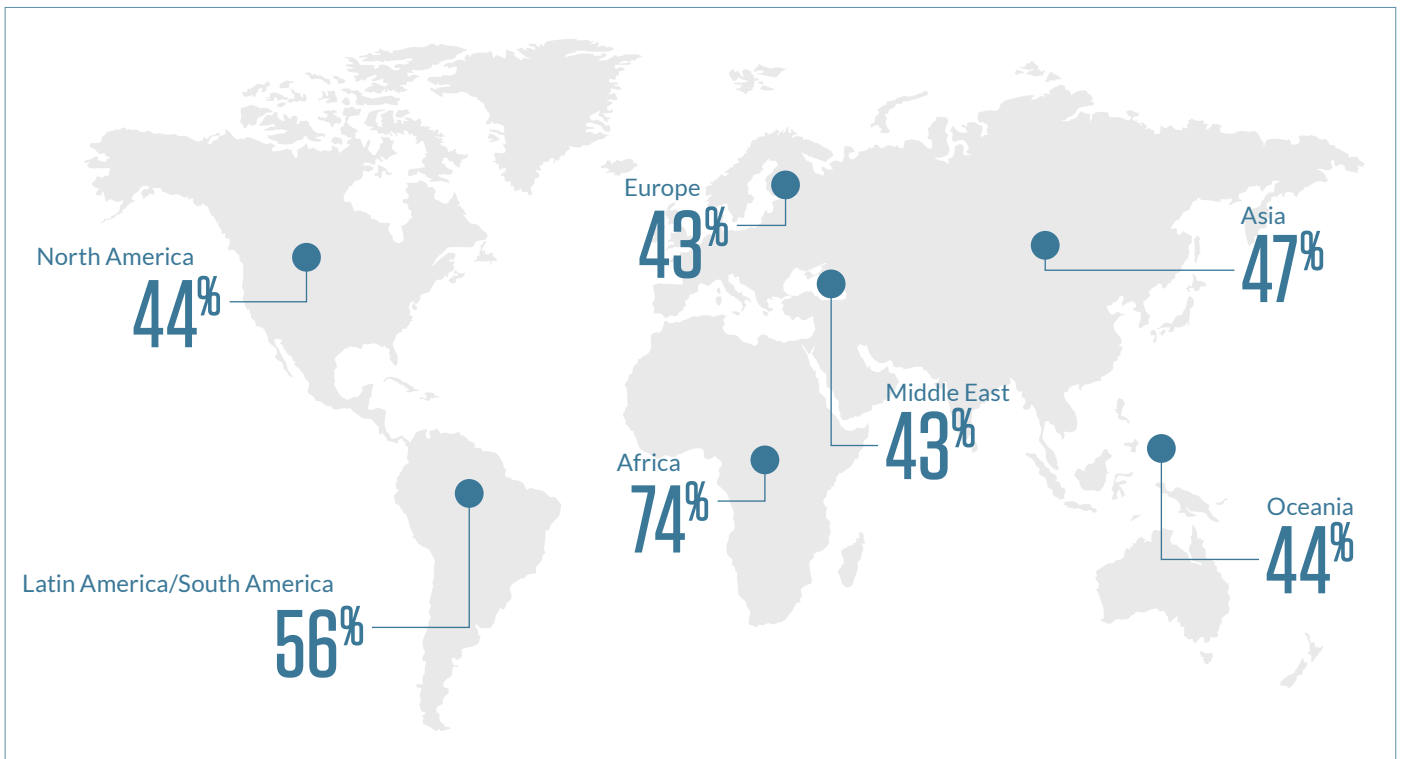 Europe
43%
Asia
47%
North America
44%
Middle East
43%
Africa
74%
Oceania
44%
Latin America/South America
56%